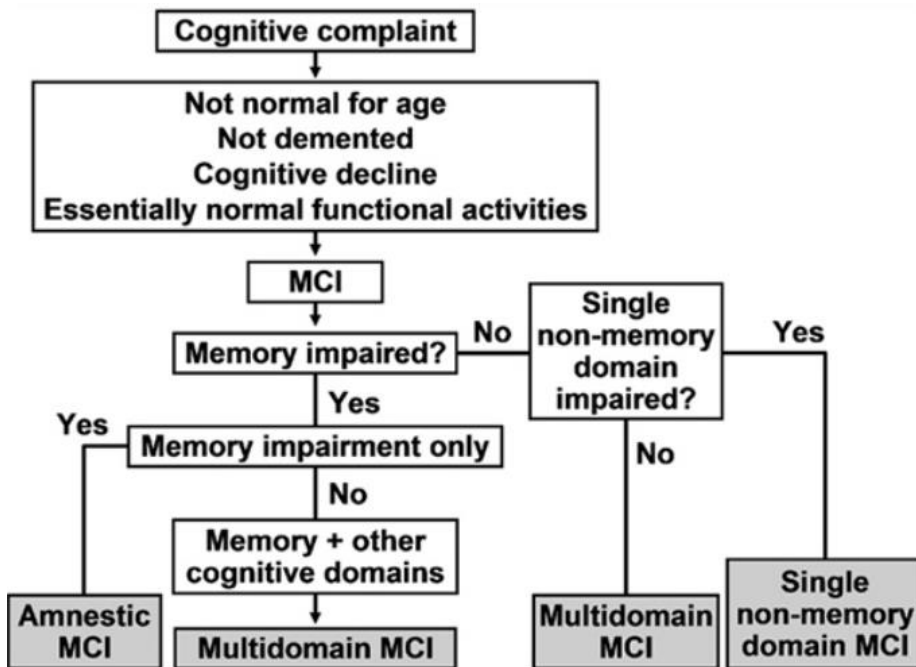 Cognitive complaint
Not normal for age
Not demented
Cognitive decline
Essentially normal functional activities
MCI
Memory impaired?
No
Single
non-memory
domain
impaired?
Yes
Yes
Yes
Memory impairment only
No
No
Memory + other
cognitive domains
Amnestic
MCI
Multidomain MCI
Multidomain
MCI
Single
non-memory
domain MCI